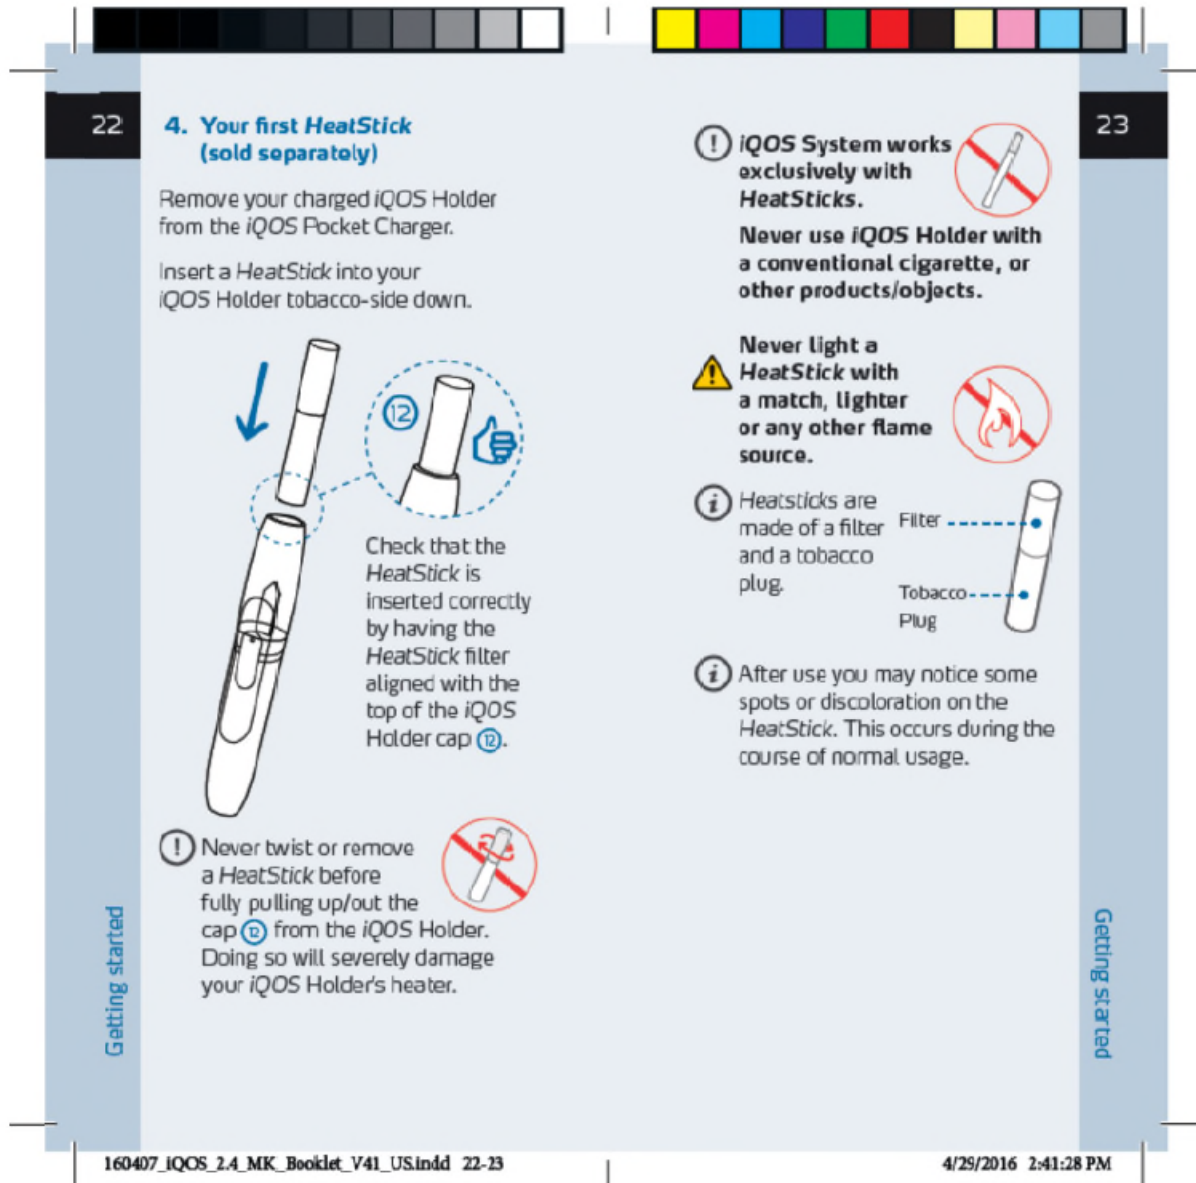 22
4. Your first HeatStick
(sold separately)
Remove your charged iQOS Holder
from the iQOS Pocket Charger.
Insert a HeatStick into your
iQOS Holder tobacco-side down.
12
Check that the
HeatStick is
inserted correctly
by having the
HeatStick filter
aligned with the
top of the iQOS
Holder cap 12.
! Never twist or remove
a HeatStick before
fully pulling up/out the
cap 12 from the iQOS Holder.
Doing so will severely damage
your iQOS Holder's heater.
Getting started
23
! iQOS System works
exclusively with
HeatSticks.
Never use iQOS Holder with
a conventional cigarette, or
other products/objects.
! Never light a
HeatStick with
a match, lighter
or any other flame
source.
i Heatsticks are
made of a filter
and a tobacco
plug.
Filter
Tobacco
Plug
i After use you may notice some
spots or discoloration on the
HeatStick. This occurs during the
course of normal usage.
Getting started
160407_iQOS_2.4_MK_Booklet_V41_US.indd 22-23
4/29/2016 2:41:28 PM